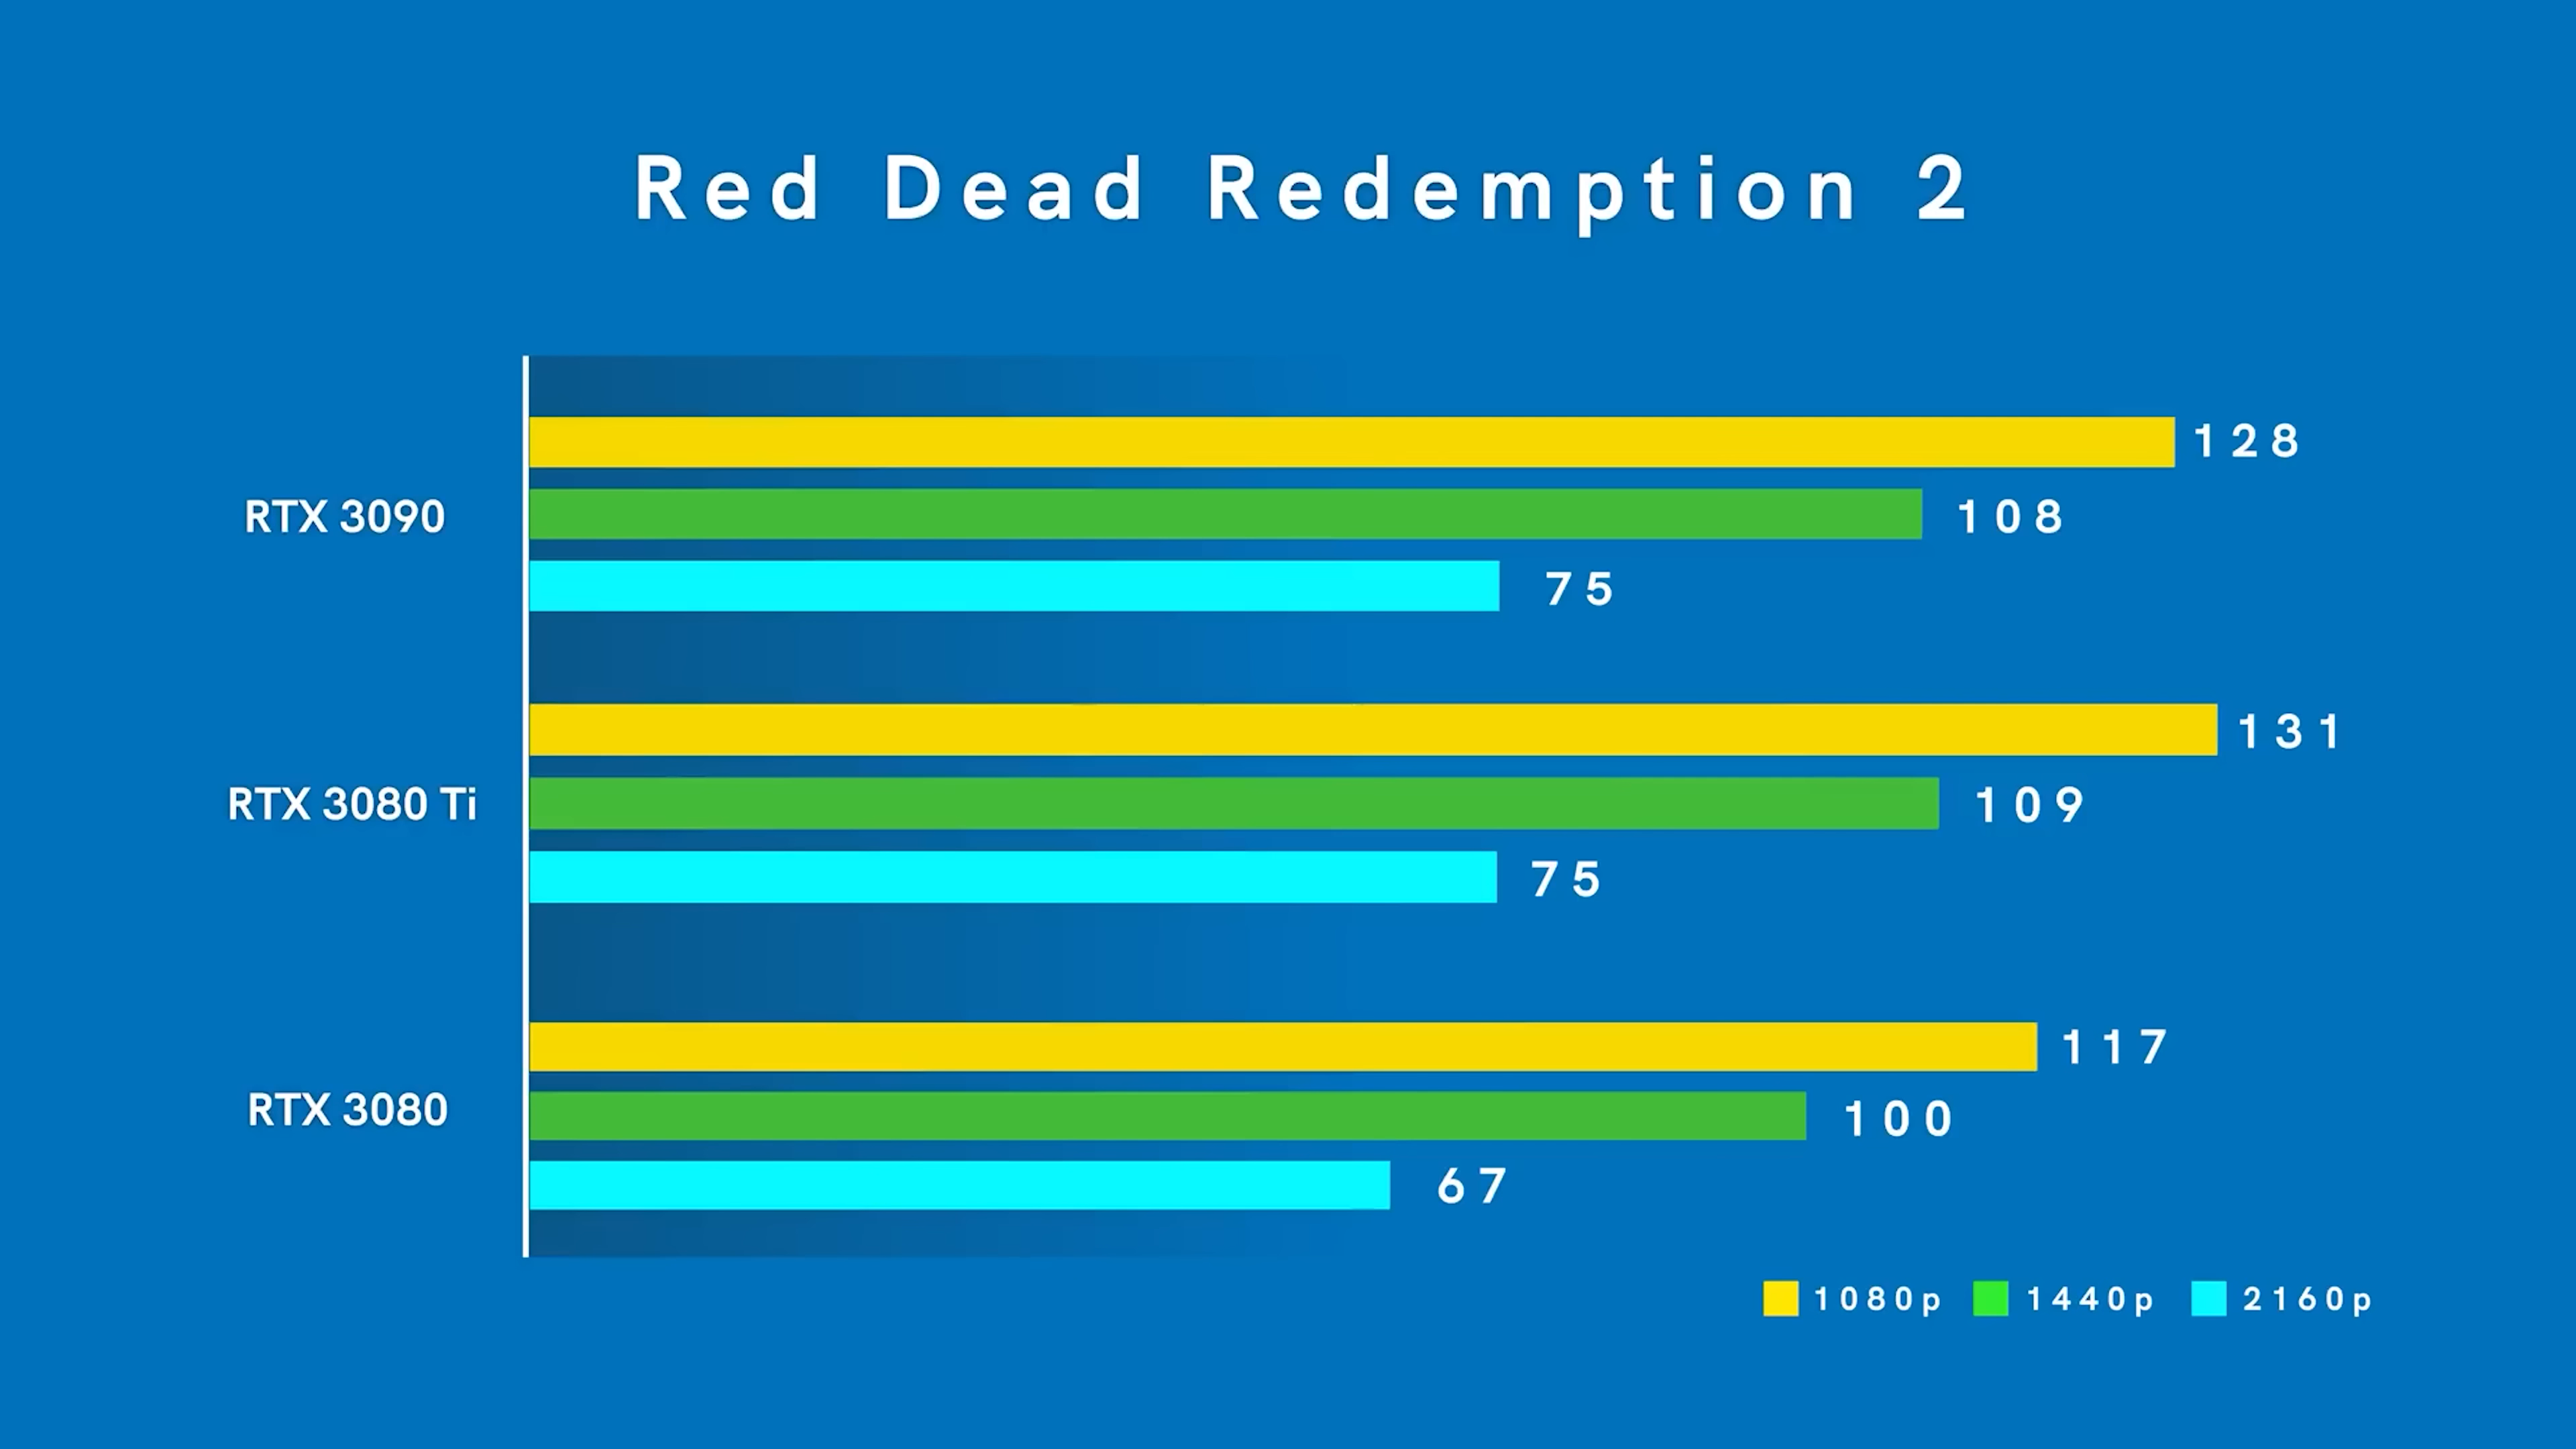 Red Dead Redemption 2
128
RTX 3090
108
75
131
RTX 3080 Ti
109
75
117
RTX 3080
100
67
1080p 1440p 2160p